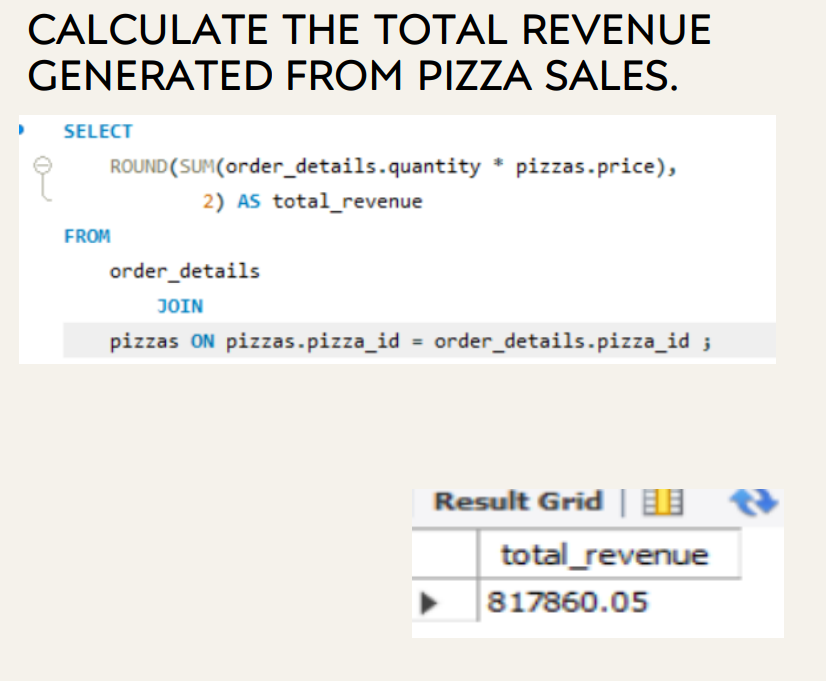 CALCULATE THE TOTAL REVENUE
GENERATED FROM PIZZA SALES.
SELECT
ROUND(SUM(order_details.quantity * pizzas.price),
2) AS total_revenue
FROM
order_details
JOIN
pizzas ON pizzas.pizza_id = order_details.pizza_id ;
Result Grid
total_revenue
817860.05